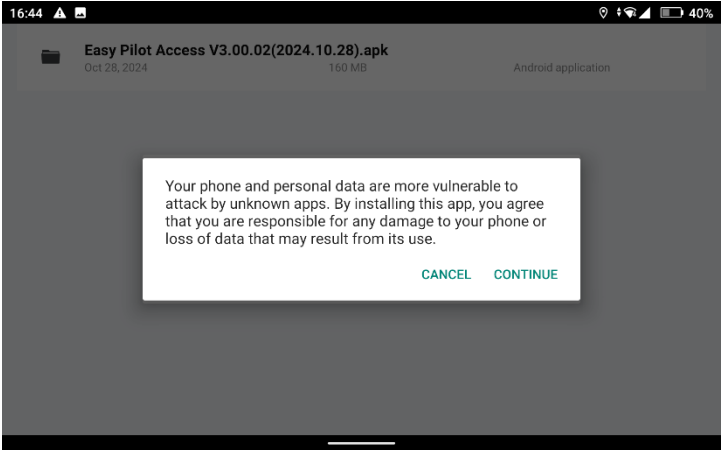 16:44 40%
Easy Pilot Access V3.00.02(2024.10.28).apk
Oct 28, 2024 160 MB Android application
Your phone and personal data are more vulnerable to
attack by unknown apps. By installing this app, you agree
that you are responsible for any damage to your phone or
loss of data that may result from its use.
CANCEL CONTINUE